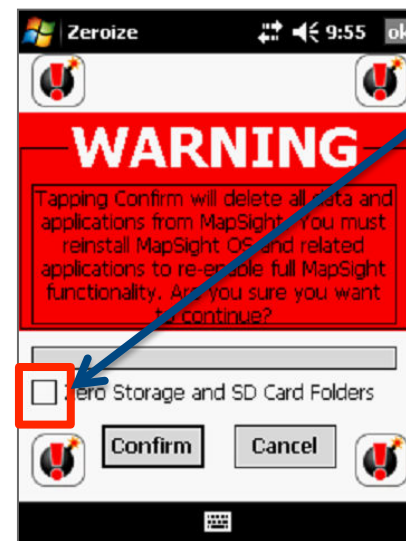 Zeroize 9:55 ok
WARNING
Tapping Confirm will delete all data and
applications from MapSight. You must
reinstall MapSight OS and related
applications to re-enable full MapSight
functionality. Are you sure you want
to continue?
Zero Storage and SD Card Folders
Confirm Cancel